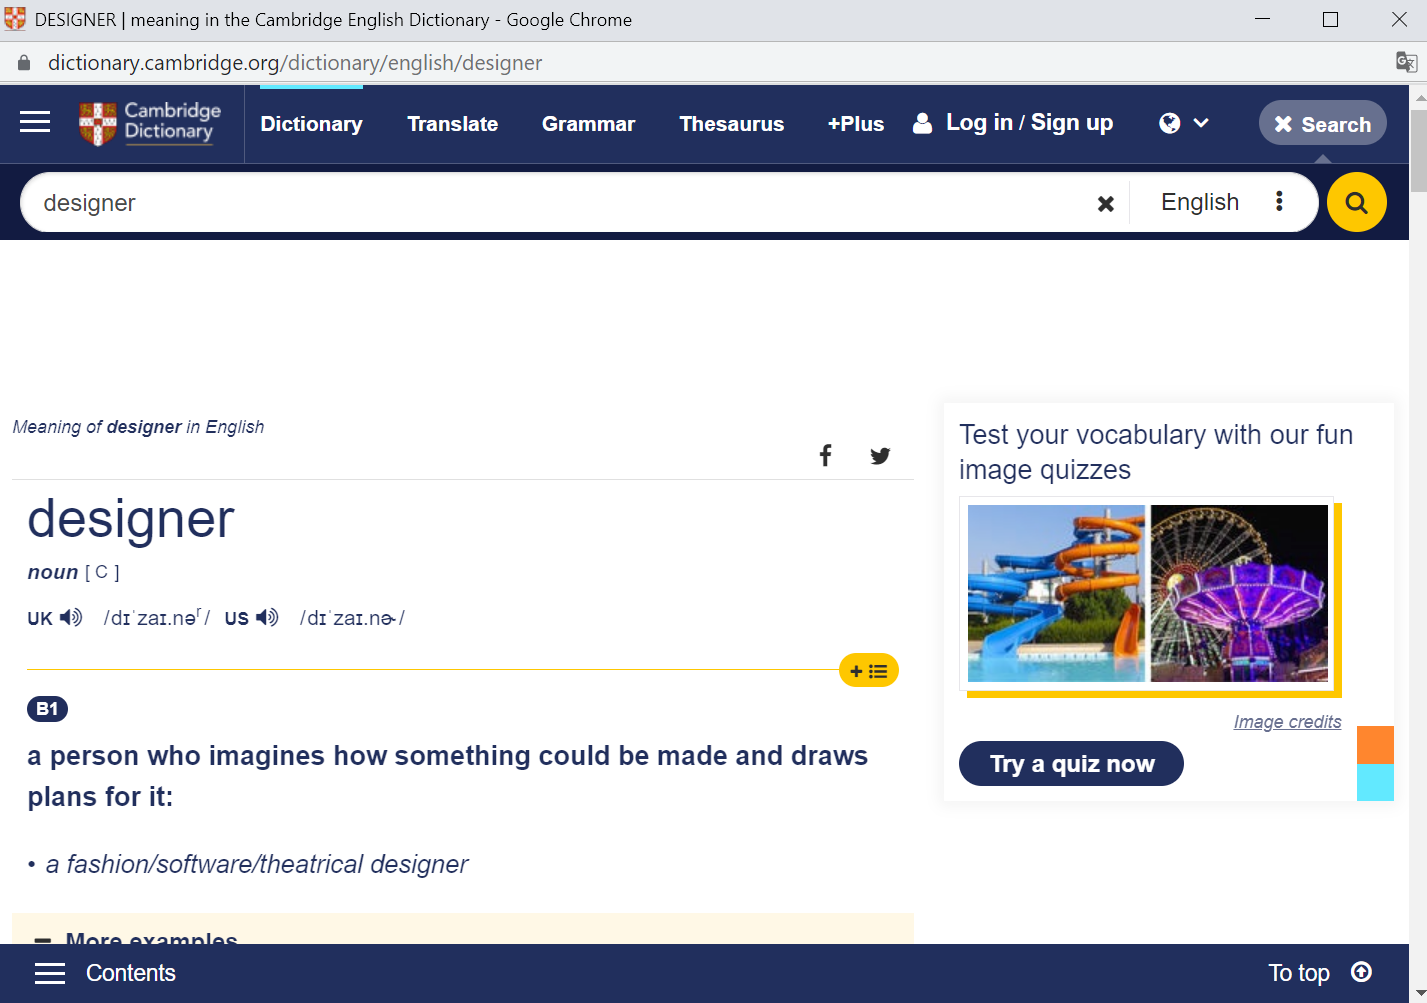 DESIGNER | meaning in the Cambridge English Dictionary - Google Chrome
dictionary.cambridge.org/dictionary/english/designer
Cambridge
Dictionary
Dictionary Translate Grammar Thesaurus +Plus Log in / Sign up Search
designer English
Meaning of designer in English
designer
noun [ C ]
UK /dɪˈzaɪ.nəʳ/ US /dɪˈzaɪ.nɚ/
B1
a person who imagines how something could be made and draws
plans for it:
• a fashion/software/theatrical designer
More examples
Test your vocabulary with our fun
image quizzes
Image credits
Try a quiz now
Contents To top